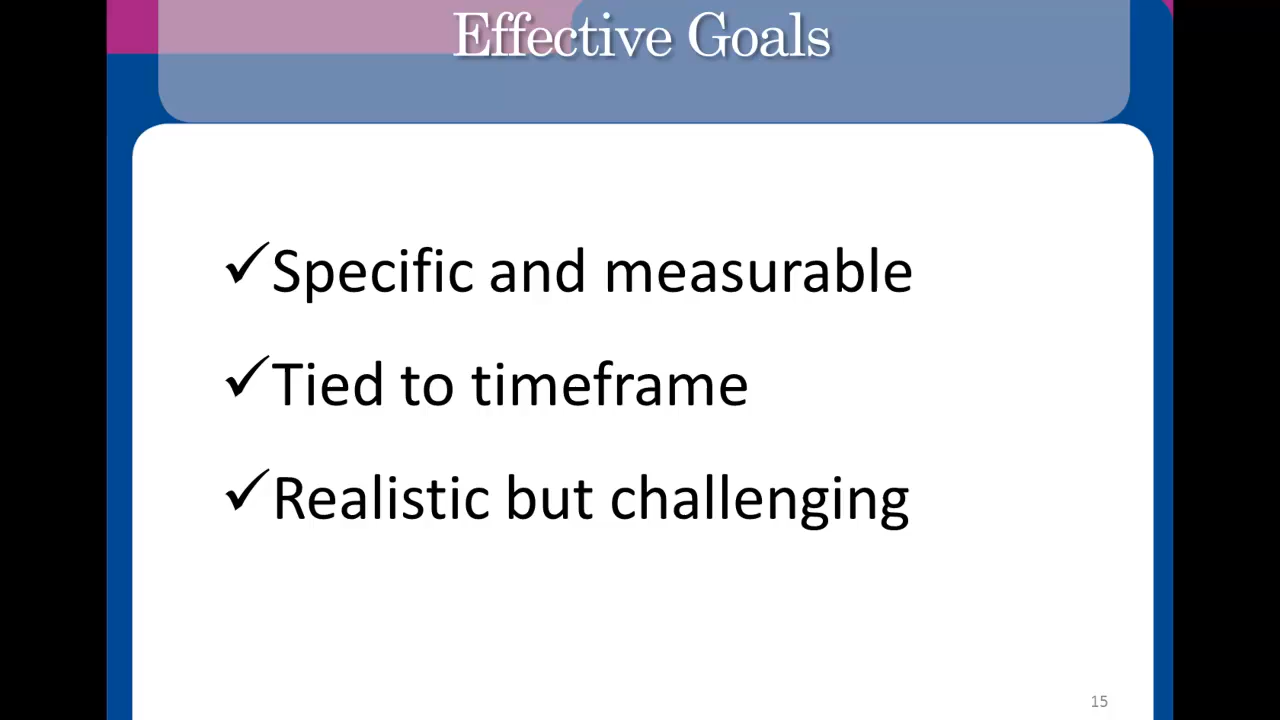 Effective Goals
✓Specific and measurable
✓Tied to timeframe
✓Realistic but challenging
15